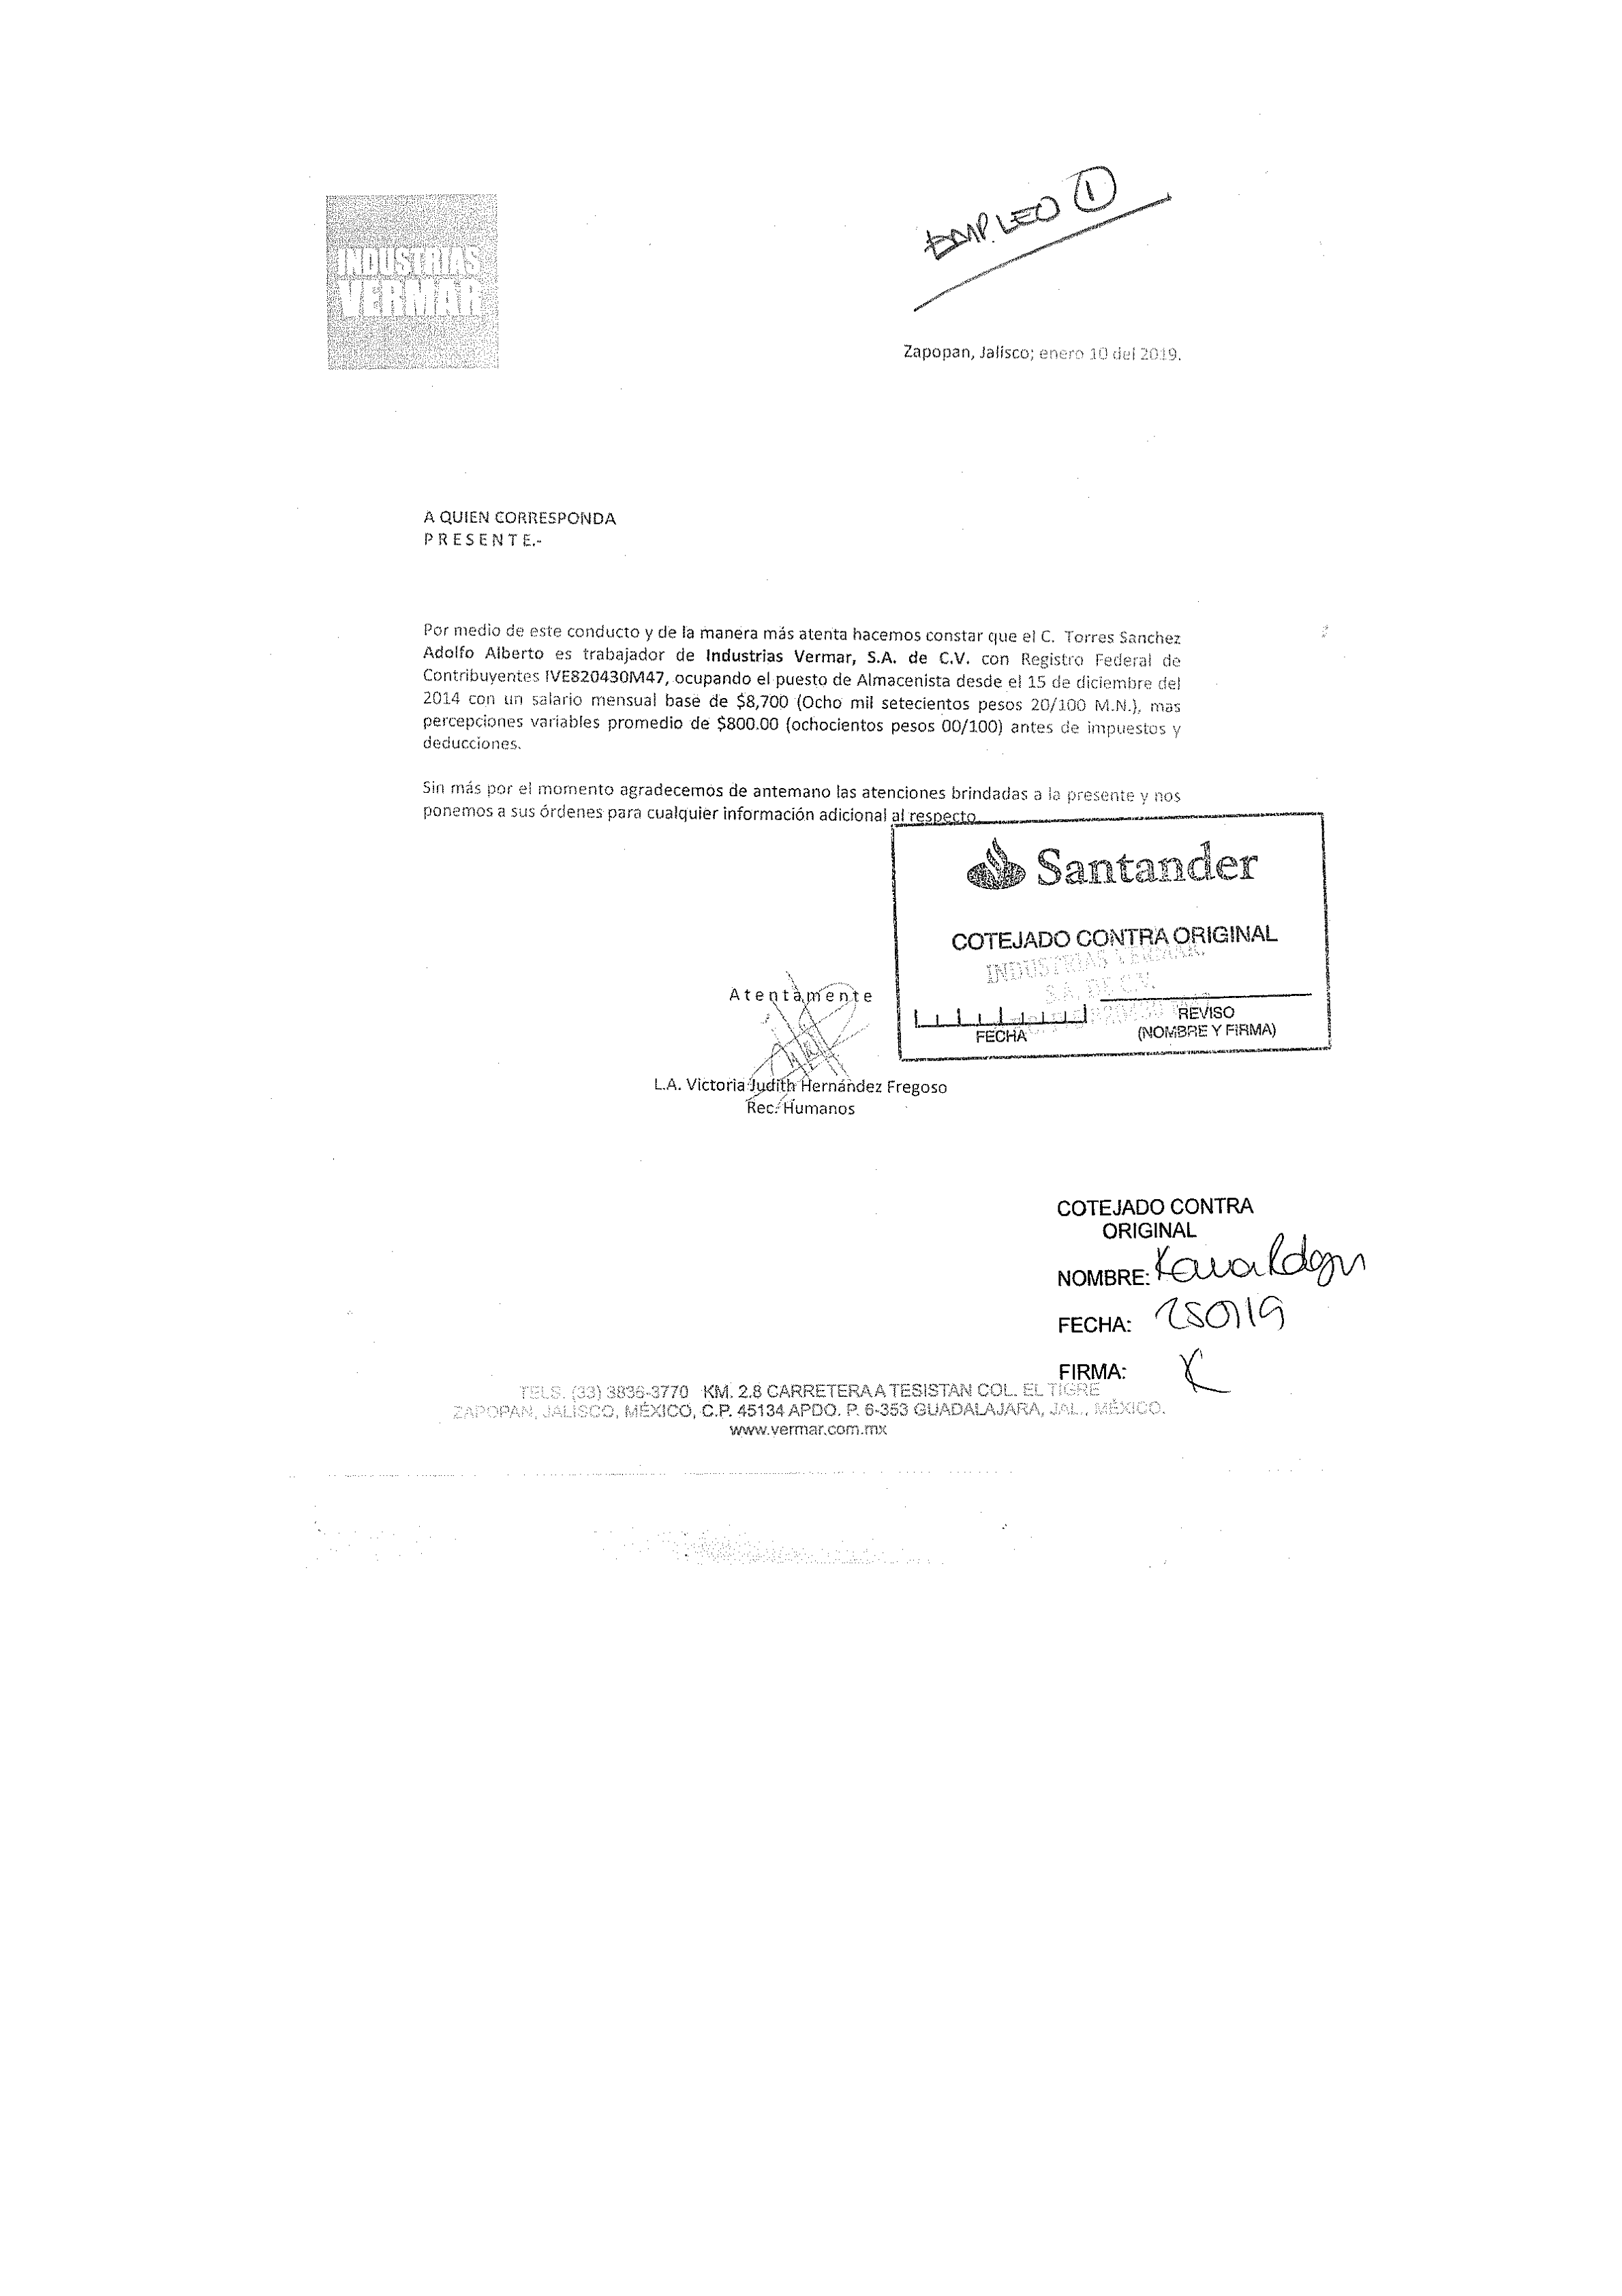 INDUSTRIAS
VERMAR
EMPLEO 1
Zapopan, Jalisco; enero 10 del 2019.
A QUIEN CORRESPONDA
P R E S E N T E.-
Por medio de este conducto y de la manera más atenta hacemos constar que el C. Torres Sanchez
Adolfo Alberto es trabajador de Industrias Vermar, S.A. de C.V. con Registro Federal de
Contribuyentes IVE820430M47, ocupando el puesto de Almacenista desde el 15 de diciembre del
2014 con un salario mensual base de $8,700 (Ocho mil setecientos pesos 20/100 M.N.), mas
percepciones variables promedio de $800.00 (ochocientos pesos 00/100) antes de impuestos y
deducciones.
Sin más por el momento agradecemos de antemano las atenciones brindadas a la presente y nos
ponemos a sus órdenes para cualquier información adicional al respecto
Santander
COTEJADO CONTRA ORIGINAL
INDUSTRIAS VERMAR,
S.A. DE C.V.
FECHA
REVISO
(NOMBRE Y FIRMA)
Atentamente
L.A. Victoria Judith Hernández Fregoso
Rec. Humanos
COTEJADO CONTRA
ORIGINAL
NOMBRE:
FECHA: 250119
FIRMA:
TELS. (33) 3836-3770 KM. 2.8 CARRETERA A TESISTAN COL. EL TIGRE
ZAPOPAN, JALISCO, MÉXICO, C.P. 45134 APDO. P. 6-353 GUADALAJARA, JAL., MÉXICO.
www.vermar.com.mx